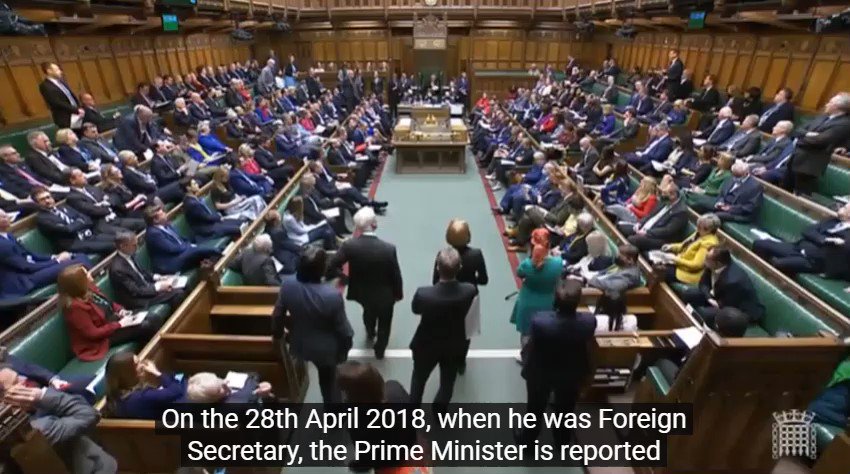 On the 28th April 2018, when he was Foreign
Secretary, the Prime Minister is reported